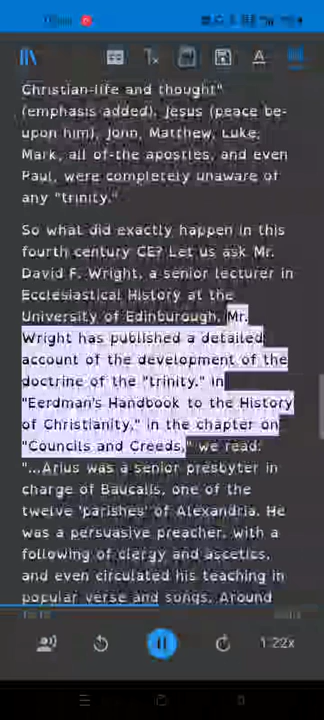 Christian-life and thought"
(emphasis added), Jesus (peace be-
upon him), John, Matthew, Luke,
Mark, all of-the apostles, and even
Paul, were completely unaware of
any "trinity."
So what did exactly happen in this
fourth century CE? Let us ask Mr.
David F. Wright, a senior lecturer in
Ecclesiastical History at the
University of Edinburough. Mr.
Wright has published a detailed
account of the development of the
doctrine of the "trinity." in
"Eerdman's Handbook to the History
of Christianity," in the chapter on
"Councils and Creeds," we read:
"...Arius was a senior presbyter in
charge of Baucalis, one of the
twelve 'parishes' of Alexandria. He
was a persuasive preacher, with a
following of clergy and ascetics,
and even circulated his teaching in
popular verse and songs. Around
1.22x